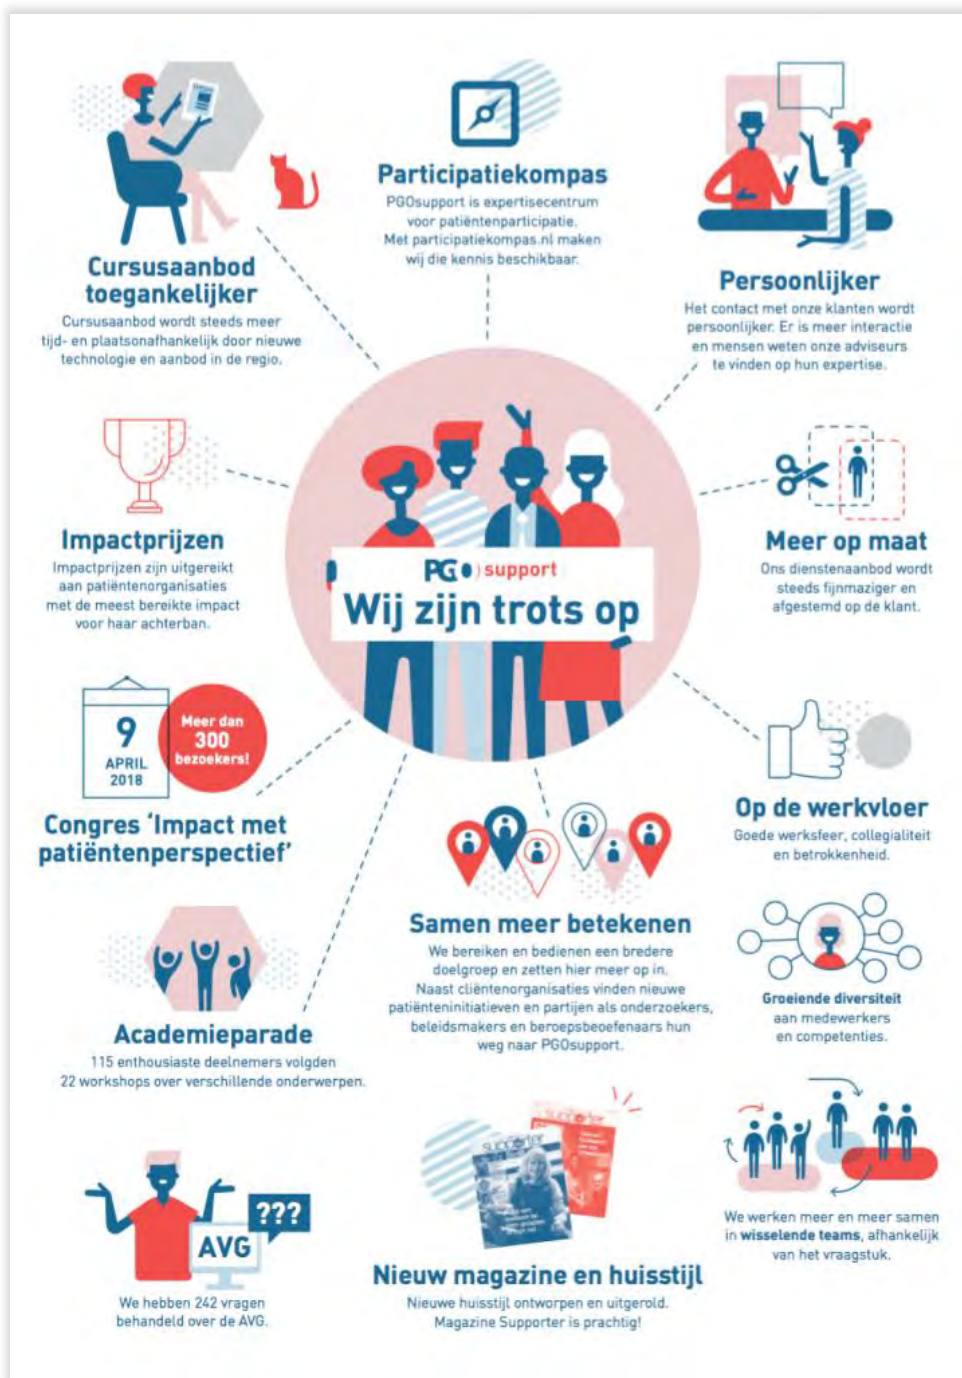 Cursusaanbod
toegankelijker
Cursusaanbod wordt steeds meer
tijd- en plaatsonafhankelijk door nieuwe
technologie en aanbod in de regio.
Participatiekompas
PGOsupport is expertisecentrum
voor patiëntenparticipatie.
Met participatiekompas.nl maken
wij die kennis beschikbaar.
Persoonlijker
Het contact met onze klanten wordt
persoonlijker. Er is meer interactie
en mensen weten onze adviseurs
te vinden op hun expertise.
Impactprijzen
Impactprijzen zijn uitgereikt
aan patiëntenorganisaties
met de meest bereikte impact
voor haar achterban.
PGO support
Wij zijn trots op
Meer op maat
Ons dienstenaanbod wordt
steeds fijnmaziger en
afgestemd op de klant.
9
APRIL
2018
Meer dan
300
bezoekers!
Congres ‘Impact met
patiëntenperspectief’
Op de werkvloer
Goede werksfeer, collegialiteit
en betrokkenheid.
Samen meer betekenen
We bereiken en bedienen een bredere
doelgroep en zetten hier meer op in.
Naast cliëntenorganisaties vinden nieuwe
patiënteninitiatieven en partijen als onderzoekers,
beleidsmakers en beroepsbeoefenaars hun
weg naar PGOsupport.
Groeiende diversiteit
aan medewerkers
en competenties.
Academieparade
115 enthousiaste deelnemers volgden
22 workshops over verschillende onderwerpen.
???
AVG
We hebben 242 vragen
behandeld over de AVG.
supporter
supporter
Nieuw magazine en huisstijl
Nieuwe huisstijl ontworpen en uitgerold.
Magazine Supporter is prachtig!
We werken meer en meer samen
in wisselende teams, afhankelijk
van het vraagstuk.